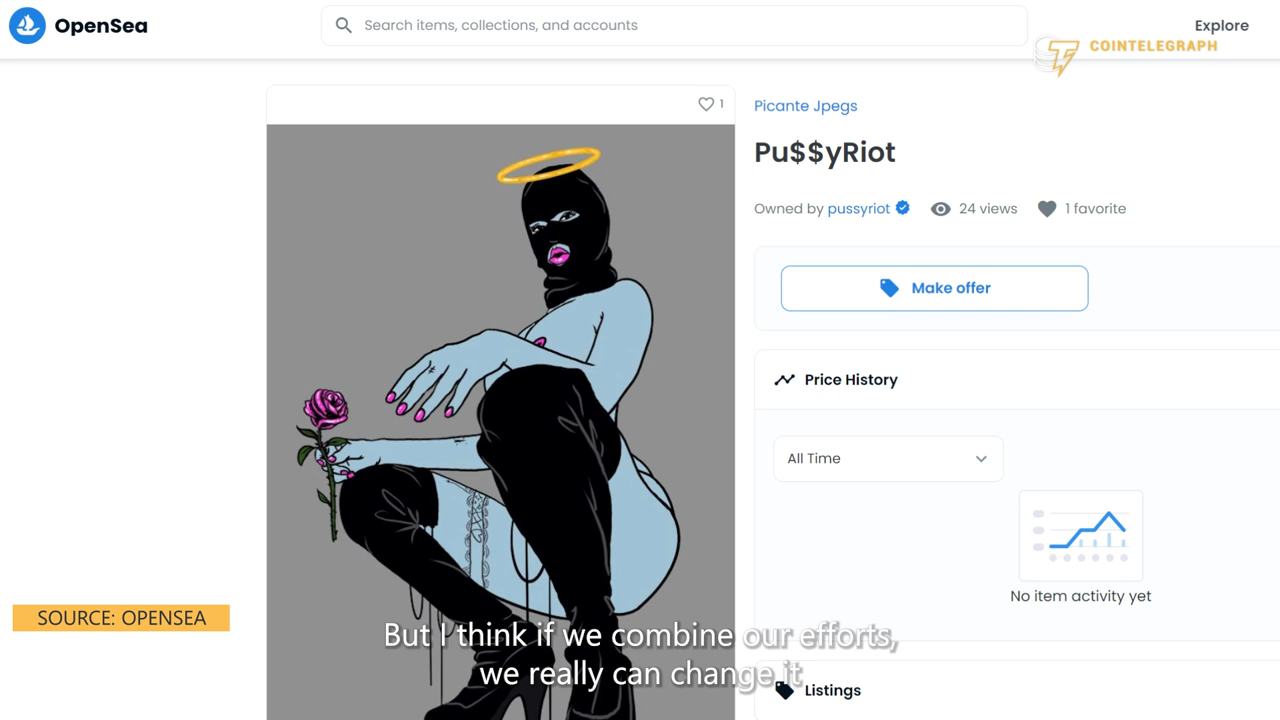 OpenSea
Search items, collections, and accounts
Explore
COINTELEGRAPH
1
Picante Jpegs
Pu$$yRiot
Owned by pussyriot
24 views
1 favorite
Make offer
Price History
All Time
No item activity yet
SOURCE: OPENSEA
But I think if we combine our efforts,
we really can change it
Listings